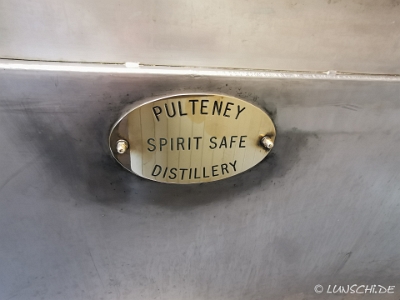 PULTENEY
SPIRIT SAFE
DISTILLERY
© LUNSCHI.DE